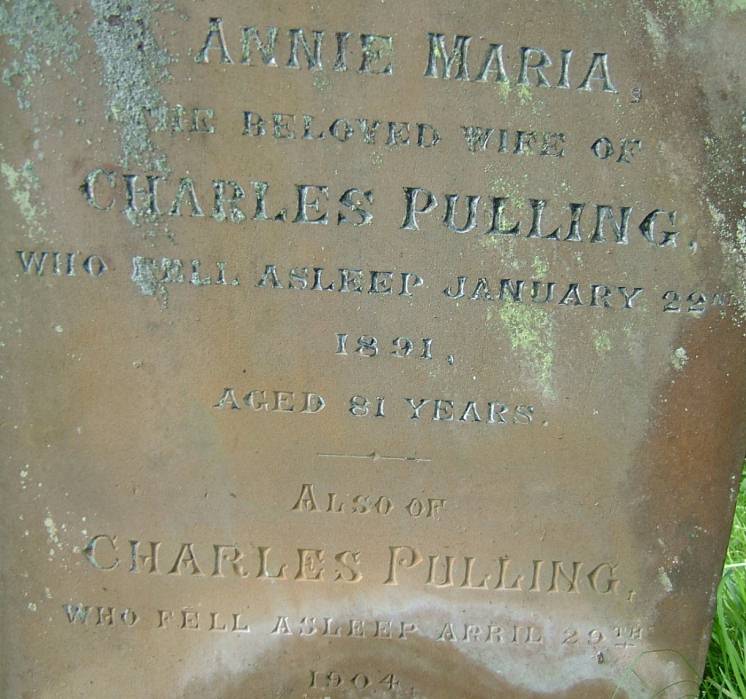 ANNIE MARIA,
THE BELOVED WIFE OF
CHARLES PULLING,
WHO FELL ASLEEP JANUARY 22ND
1891,
AGED 81 YEARS.
ALSO OF
CHARLES PULLING,
WHO FELL ASLEEP APRIL 29TH
1904,